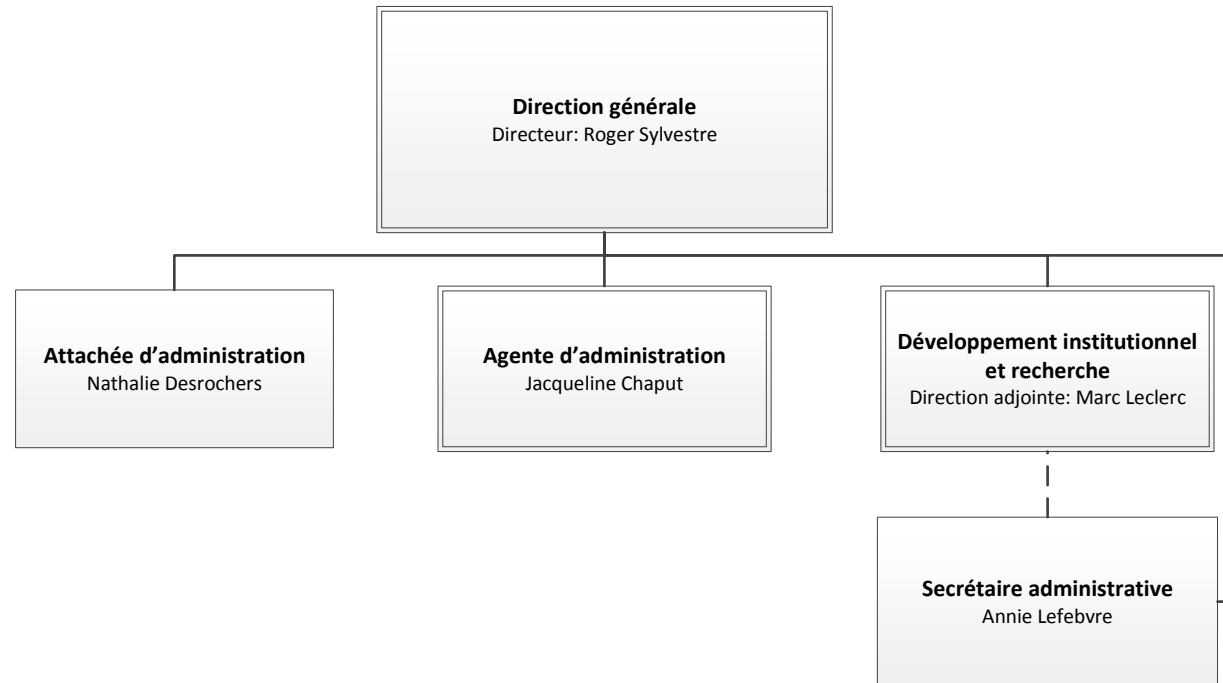 Direction générale
Directeur: Roger Sylvestre
Attachée d’administration
Nathalie Desrochers
Agente d’administration
Jacqueline Chaput
Développement institutionnel
et recherche
Direction adjointe: Marc Leclerc
Secrétaire administrative
Annie Lefebvre